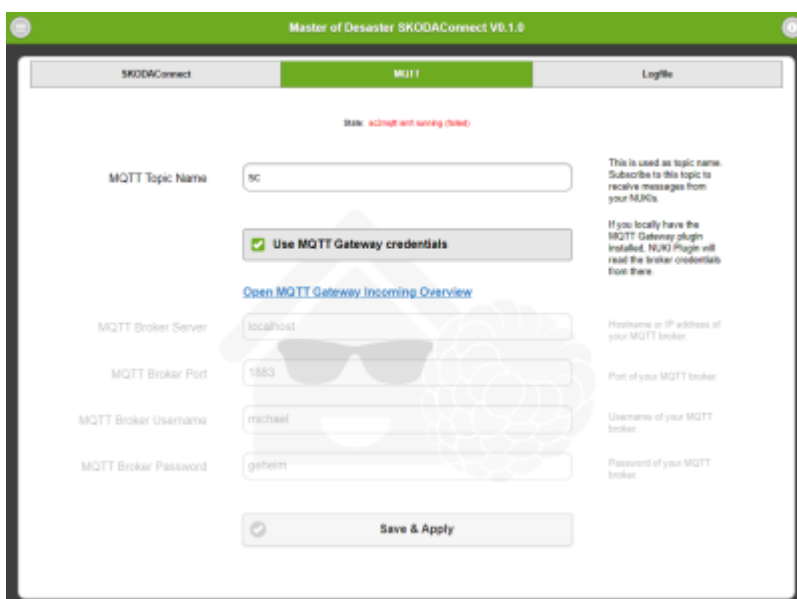 Master of Desaster SKODAConnect V0.1.0
SKODAConnect
MQTT
Logfile
State: sc2mqtt isn't running (failed)
MQTT Topic Name
sc
This is used as topic name.
Subscribe to this topic to
receive messages from
your NUKIs.
Use MQTT Gateway credentials
If you locally have the
MQTT Gateway plugin
installed, NUKI Plugin will
read the broker credentials
from there.
Open MQTT Gateway Incoming Overview
MQTT Broker Server
localhost
Hostname or IP address of
your MQTT broker.
MQTT Broker Port
1883
Port of your MQTT broker.
MQTT Broker Username
michael
Username of your MQTT
broker.
MQTT Broker Password
geheim
Password of your MQTT
broker.
Save & Apply